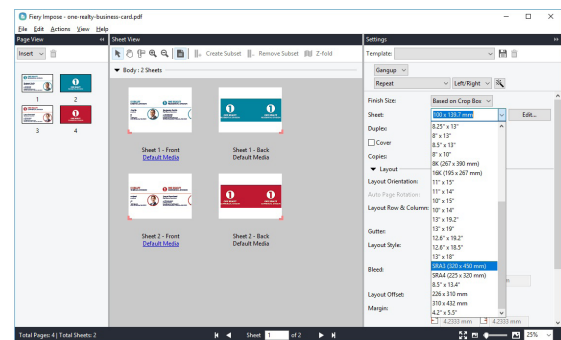 Fiery Impose - one-realty-business-card.pdf
File Edit Actions View Help
Page View
Insert
1
2
3
4
Sheet View
Create Subset
Remove Subset
Z-fold
Body : 2 Sheets
Sheet 1 - Front
Default Media
Sheet 1 - Back
Default Media
Sheet 2 - Front
Default Media
Sheet 2 - Back
Default Media
Settings
Template:
Gangup
Repeat
Left/Right
Finish Size:
Based on Crop Box
Sheet:
100 x 139.7 mm
Edit...
Duplex:
Cover
Copies:
Layout
Layout Orientation:
Auto Page Rotation:
Layout Row & Column:
Gutter:
Layout Style:
Bleed:
Layout Offset:
Margin:
8.25" x 13"
8" x 13"
8.5" x 13"
8" x 10"
8K (267 x 390 mm)
16K (195 x 267 mm)
11" x 15"
11" x 14"
10" x 15"
10" x 14"
13" x 19.2"
13" x 19"
12.6" x 19.2"
12.6" x 18.5"
13" x 18"
SRA3 (320 x 450 mm)
SRA4 (225 x 320 mm)
8.5" x 13.4"
226 x 310 mm
310 x 432 mm
4.2" x 5.5"
4.2333 mm
4.2333 mm
Total Pages: 4 | Total Sheets: 2
Sheet 1 of 2
25%